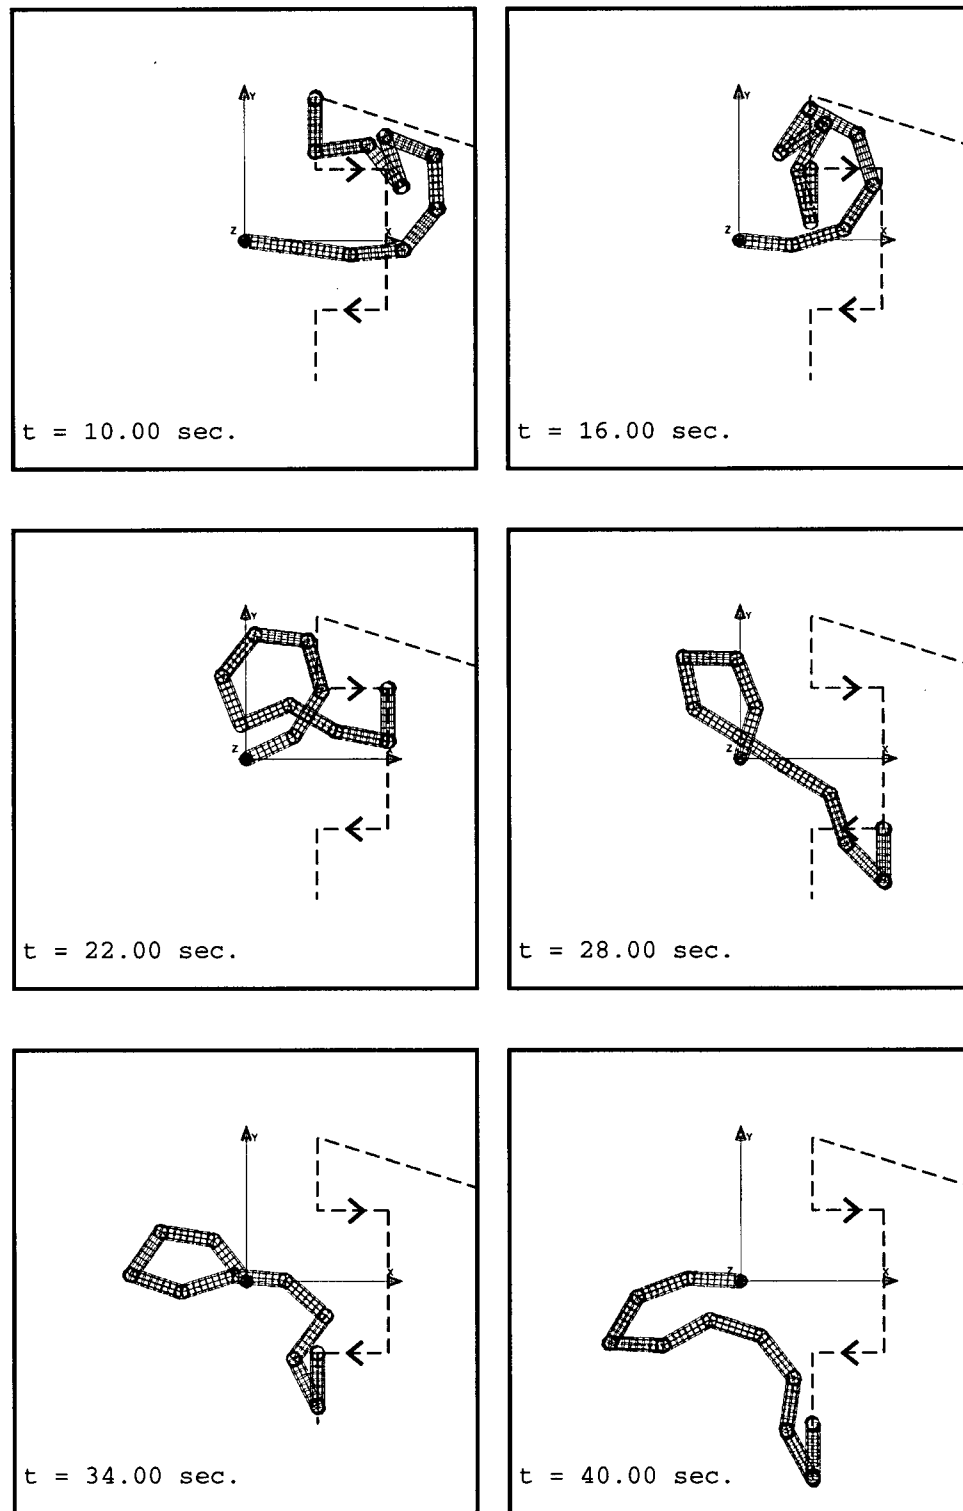 Y
Z
X
t = 10.00 sec.
Y
Z
X
t = 16.00 sec.
Y
Z
X
t = 22.00 sec.
Y
Z
X
t = 28.00 sec.
Y
X
t = 34.00 sec.
Y
Z
X
t = 40.00 sec.